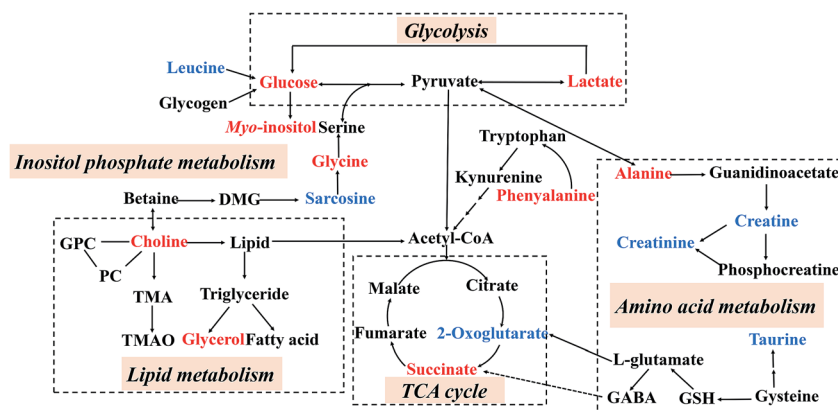 Glycolysis
Leucine
Glucose
Pyruvate
Lactate
Glycogen
Myo-inositol Serine
Tryptophan
Inositol phosphate metabolism
Glycine
Kynurenine
Alanine
Guanidinoacetate
Betaine
DMG
Sarcosine
Phenyalanine
Creatine
GPC
Choline
Lipid
Acetyl-CoA
Creatinine
PC
Phosphocreatine
TMA
Triglyceride
Malate
Citrate
Amino acid metabolism
TMAO
Glycerol Fatty acid
Fumarate
2-Oxoglutarate
Taurine
Lipid metabolism
Succinate
L-glutamate
TCA cycle
GABA
GSH
Gysteine